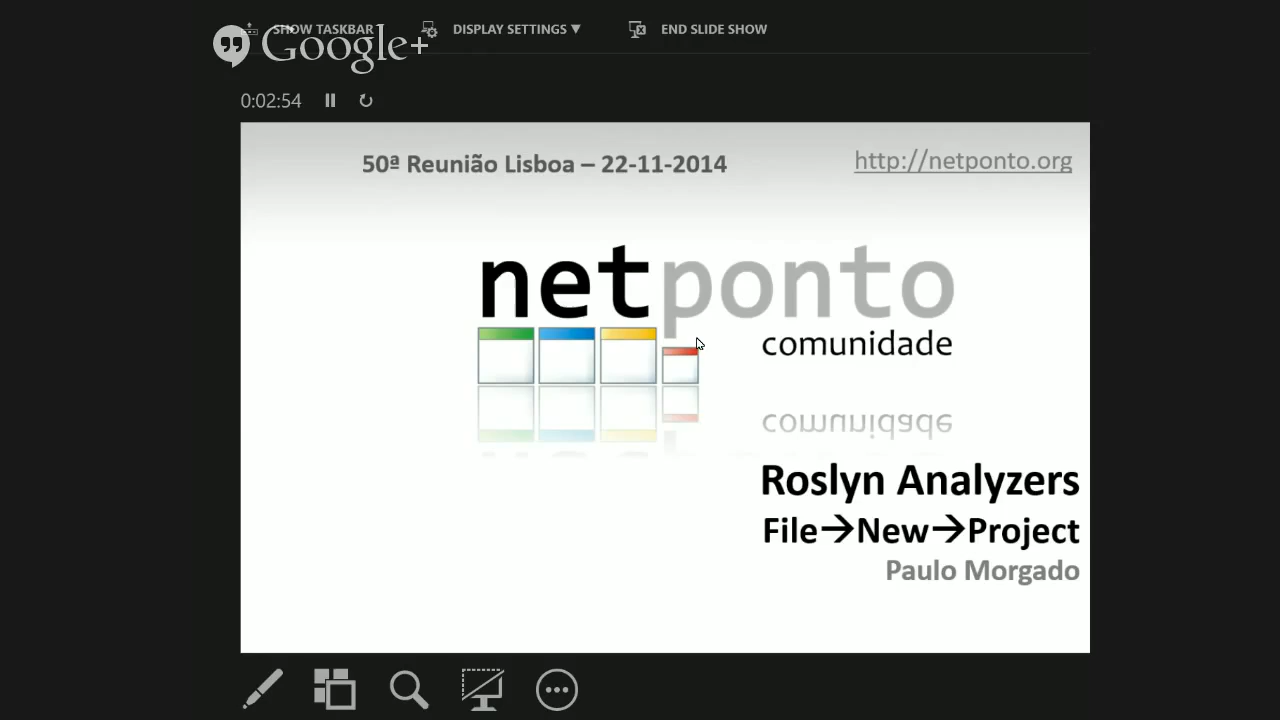 SHOW TASKBAR DISPLAY SETTINGS ▼ END SLIDE SHOW
Google+
0:02:54
50ª Reunião Lisboa – 22-11-2014 http://netponto.org
netponto
comunidade
comunidade
Roslyn Analyzers
File→New→Project
Paulo Morgado